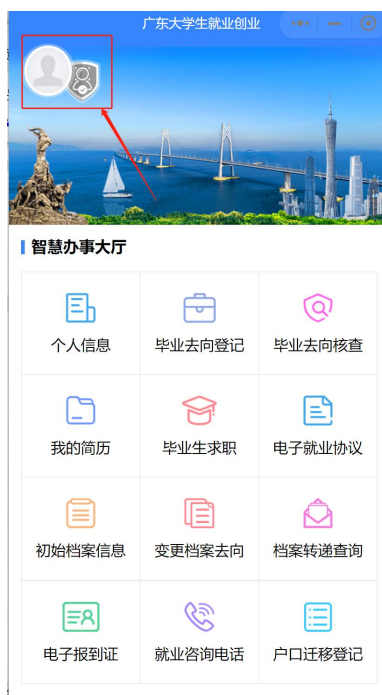 广东大学生就业创业
智慧办事大厅
个人信息 毕业去向登记 毕业去向核查
我的简历 毕业生求职 电子就业协议
初始档案信息 变更档案去向 档案转递查询
电子报到证 就业咨询电话 户口迁移登记